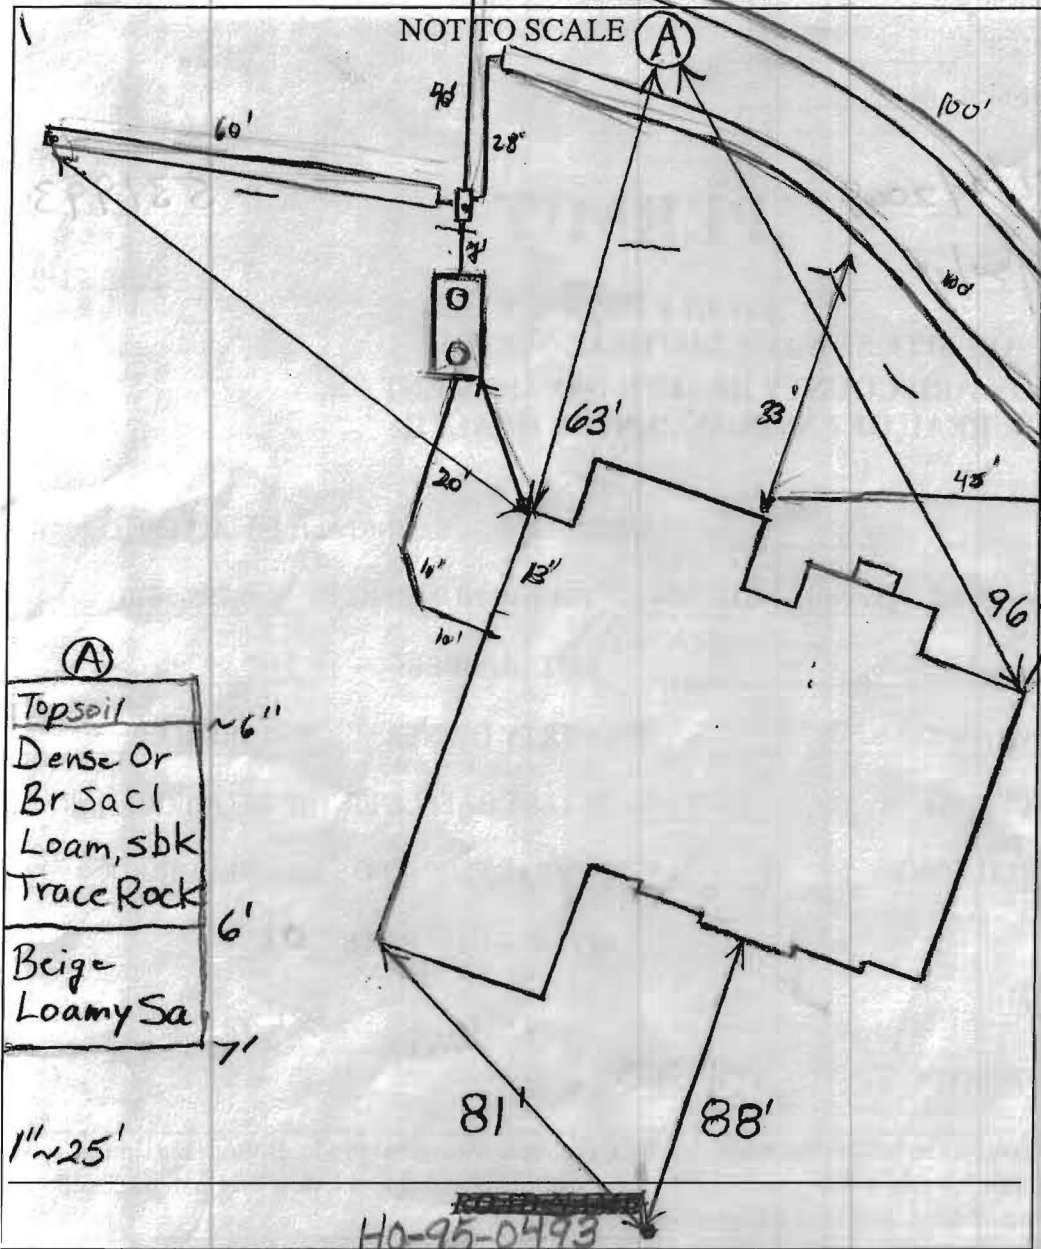 NOT TO SCALE
A
100'
60'
28'
100'
63'
33'
20'
45'
13'
10'
96
A
Topsoil
~6"
Dense Or
Br SaCl
Loam, sbk
Trace Rock
6'
Beige
Loamy Sa
7'
81'
88'
1"~25'
HO-95-0493